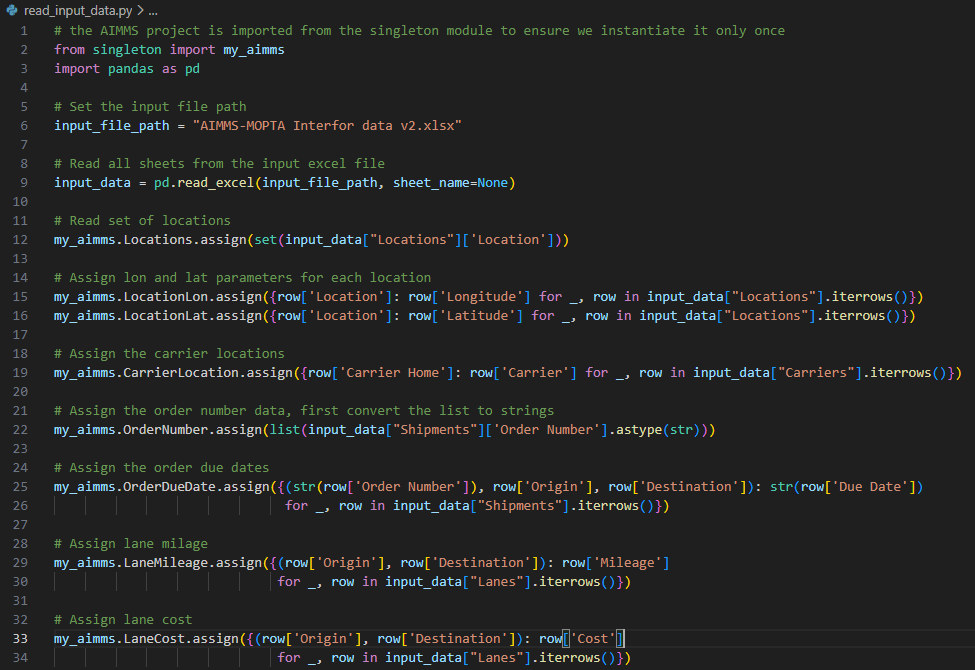 read_input_data.py > ...
1 # the AIMMS project is imported from the singleton module to ensure we instantiate it only once
2 from singleton import my_aimms
3 import pandas as pd
4
5 # Set the input file path
6 input_file_path = "AIMMS-MOPTA Interfor data v2.xlsx"
7
8 # Read all sheets from the input excel file
9 input_data = pd.read_excel(input_file_path, sheet_name=None)
10
11 # Read set of locations
12 my_aimms.Locations.assign(set(input_data["Locations"]['Location']))
13
14 # Assign lon and lat parameters for each location
15 my_aimms.LocationLon.assign({row['Location']: row['Longitude'] for _, row in input_data["Locations"].iterrows()})
16 my_aimms.LocationLat.assign({row['Location']: row['Latitude'] for _, row in input_data["Locations"].iterrows()})
17
18 # Assign the carrier locations
19 my_aimms.CarrierLocation.assign({row['Carrier Home']: row['Carrier'] for _, row in input_data["Carriers"].iterrows()})
20
21 # Assign the order number data, first convert the list to strings
22 my_aimms.OrderNumber.assign(list(input_data["Shipments"]['Order Number'].astype(str)))
23
24 # Assign the order due dates
25 my_aimms.OrderDueDate.assign({(str(row['Order Number']), row['Origin'], row['Destination']): str(row['Due Date'])
26                               for _, row in input_data["Shipments"].iterrows()})
27
28 # Assign lane milage
29 my_aimms.LaneMileage.assign({(row['Origin'], row['Destination']): row['Mileage']
30                              for _, row in input_data["Lanes"].iterrows()})
31
32 # Assign lane cost
33 my_aimms.LaneCost.assign({(row['Origin'], row['Destination']): row['Cost']
34                              for _, row in input_data["Lanes"].iterrows()})